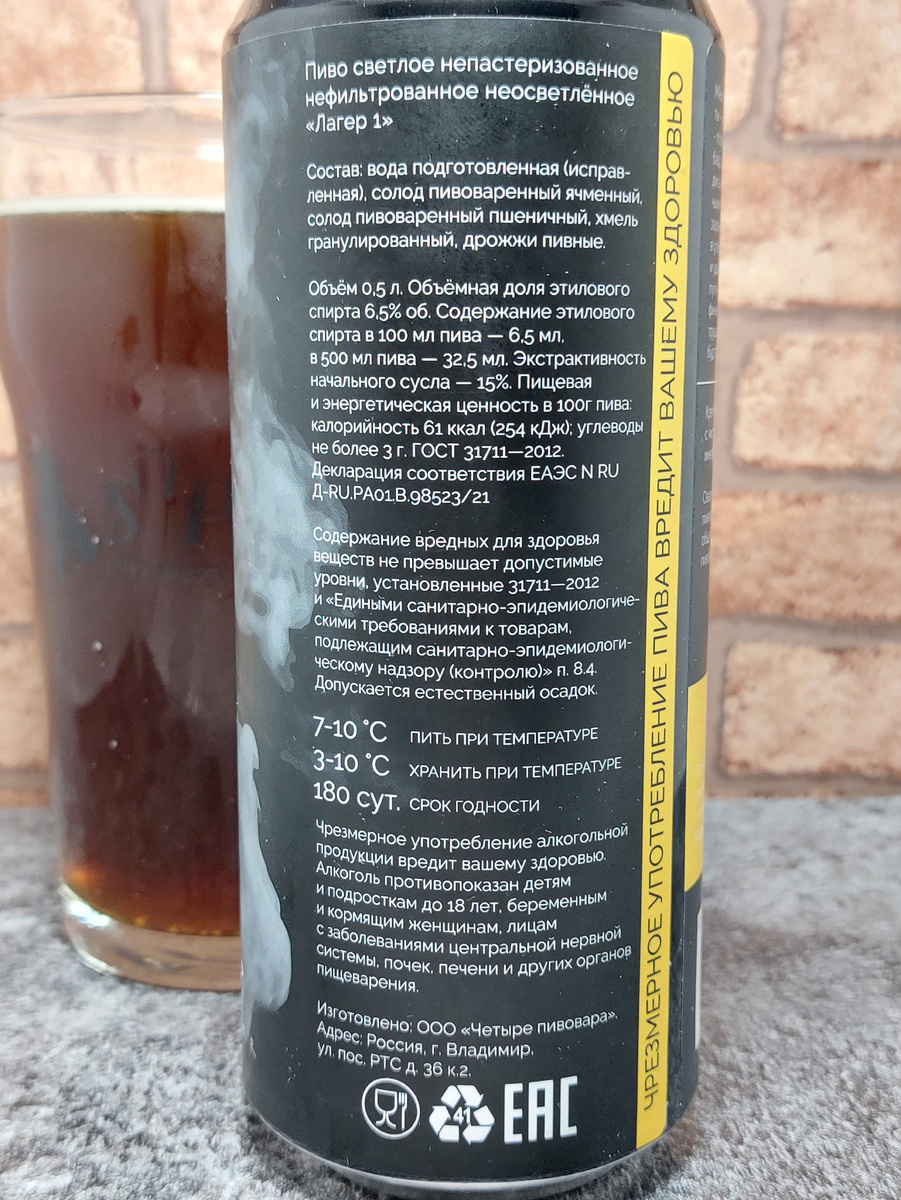 Пиво светлое непастеризованное
нефильтрованное неосветлённое
«Лагер 1»
Состав: вода подготовленная (исправ-
ленная), солод пивоваренный ячменный,
солод пивоваренный пшеничный, хмель
гранулированный, дрожжи пивные.
Объём 0,5 л. Объёмная доля этилового
спирта 6,5% об. Содержание этилового
спирта в 100 мл пива — 6,5 мл,
в 500 мл пива — 32,5 мл. Экстрактивность
начального сусла — 15%. Пищевая
и энергетическая ценность в 100г пива:
калорийность 61 ккал (254 кДж); углеводы
не более 3 г. ГОСТ 31711—2012.
Декларация соответствия ЕАЭС N RU
Д-RU.РА01.В.98523/21
Содержание вредных для здоровья
веществ не превышает допустимые
уровни, установленные 31711—2012
и «Едиными санитарно-эпидемиологиче-
скими требованиями к товарам,
подлежащим санитарно-эпидемиологи-
ческому надзору (контролю)» п. 8.4.
Допускается естественный осадок.
7-10 °C ПИТЬ ПРИ ТЕМПЕРАТУРЕ
3-10 °C ХРАНИТЬ ПРИ ТЕМПЕРАТУРЕ
180 сут. СРОК ГОДНОСТИ
Чрезмерное употребление алкогольной
продукции вредит вашему здоровью.
Алкоголь противопоказан детям
и подросткам до 18 лет, беременным
и кормящим женщинам, лицам
с заболеваниями центральной нервной
системы, почек, печени и других органов
пищеварения.
Изготовлено: ООО «Четыре пивовара».
Адрес: Россия, г. Владимир,
ул. пос. РТС д. 36 к.2.
41 EAC
ЧРЕЗМЕРНОЕ УПОТРЕБЛЕНИЕ ПИВА ВРЕДИТ ВАШЕМУ ЗДОРОВЬЮ